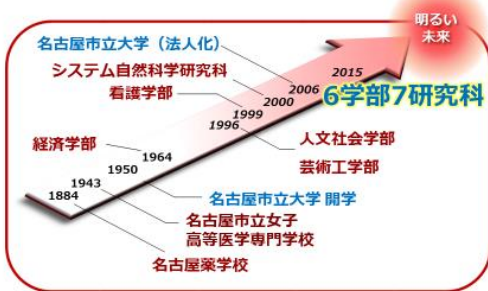 明るい
未来
名古屋市立大学（法人化）
システム自然科学研究科
看護学部
2015
2006
6学部7研究科
2000
1999
1996
人文社会学部
芸術工学部
経済学部
1964
1950
名古屋市立大学 開学
1943
名古屋市立女子
高等医学専門学校
1884
名古屋薬学校